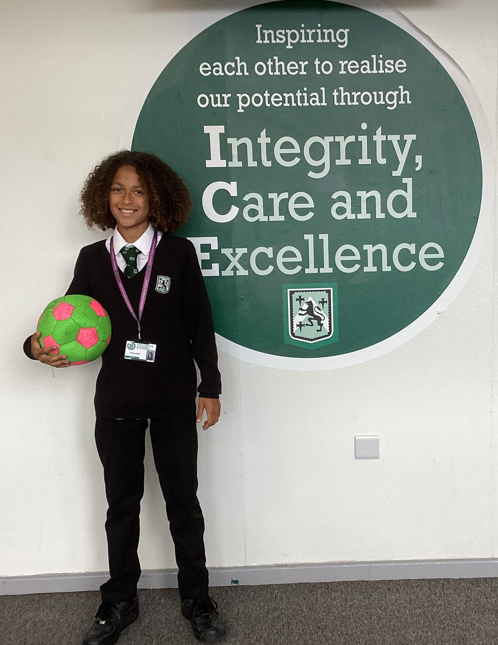 Inspiring
each other to realise
our potential through
Integrity,
Care and
Excellence